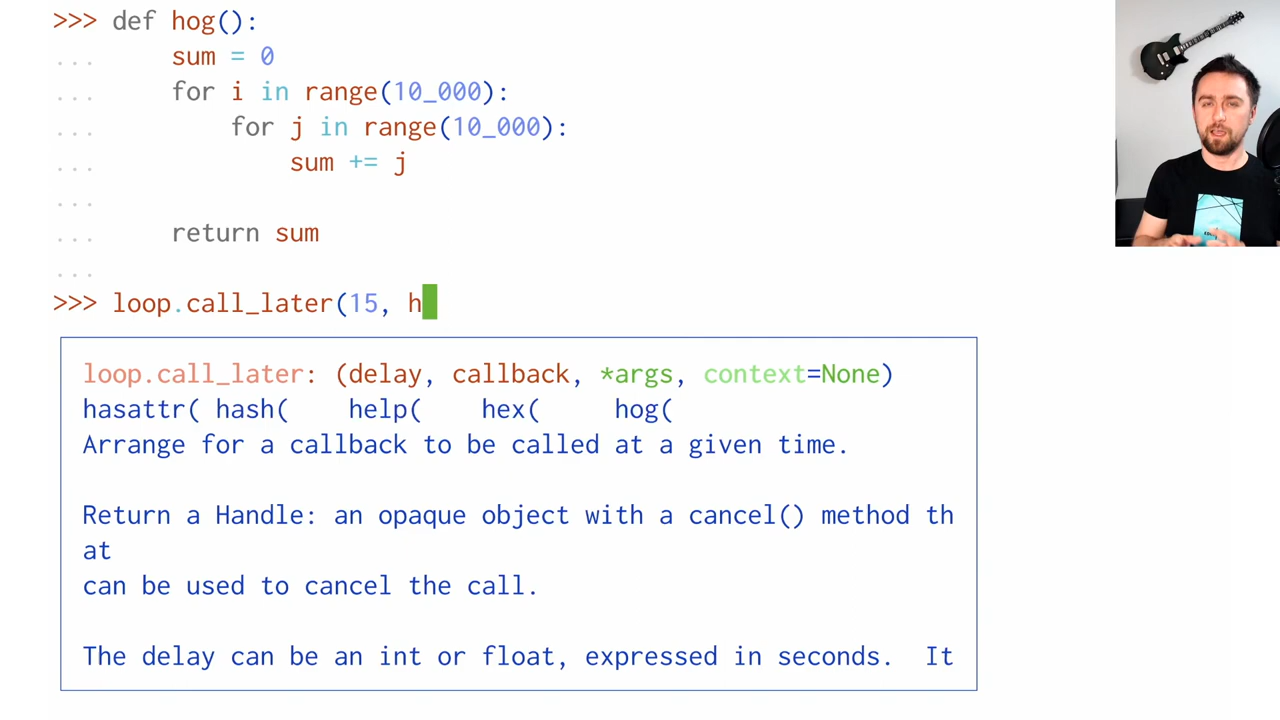 >>> def hog():
...     sum = 0
...     for i in range(10_000):
...         for j in range(10_000):
...             sum += j
...
...     return sum
...
>>> loop.call_later(15, h
loop.call_later: (delay, callback, *args, context=None)
hasattr( hash(    help(    hex(     hog(
Arrange for a callback to be called at a given time.
Return a Handle: an opaque object with a cancel() method th
at
can be used to cancel the call.
The delay can be an int or float, expressed in seconds.  It